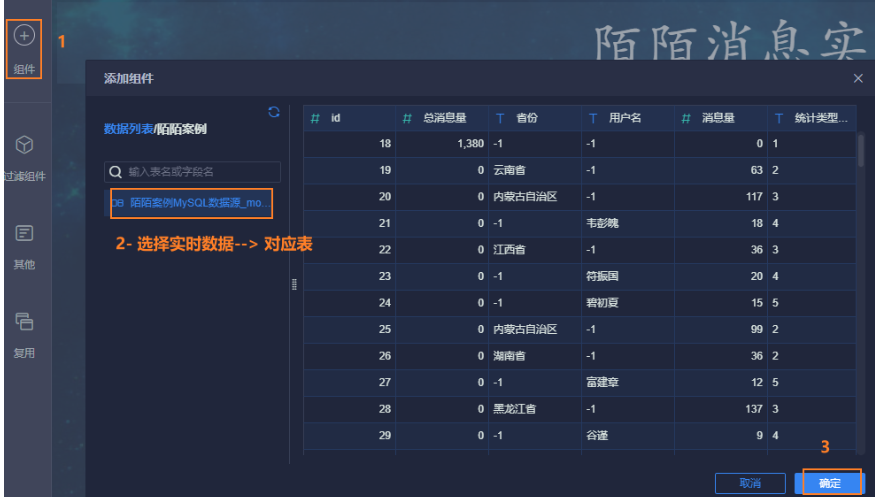 陌陌消息实
组件
1
过滤组件
其他
复用
添加组件
数据列表/陌陌案例
输入表名或字段名
陌陌案例MySQL数据源_mo...
2- 选择实时数据--> 对应表
# id # 总消息量 T 省份 T 用户名 # 消息量 T 统计类型...
18 1,380 -1 -1 0 1
19 0 云南省 -1 63 2
20 0 内蒙古自治区 -1 117 3
21 0 -1 韦彭魄 18 4
22 0 江西省 -1 36 3
23 0 -1 符振国 20 4
24 0 -1 碧初夏 15 5
25 0 内蒙古自治区 -1 99 2
26 0 湖南省 -1 36 2
27 0 -1 富建章 12 5
28 0 黑龙江省 -1 137 3
29 0 -1 谷谨 9 4
3
取消
确定